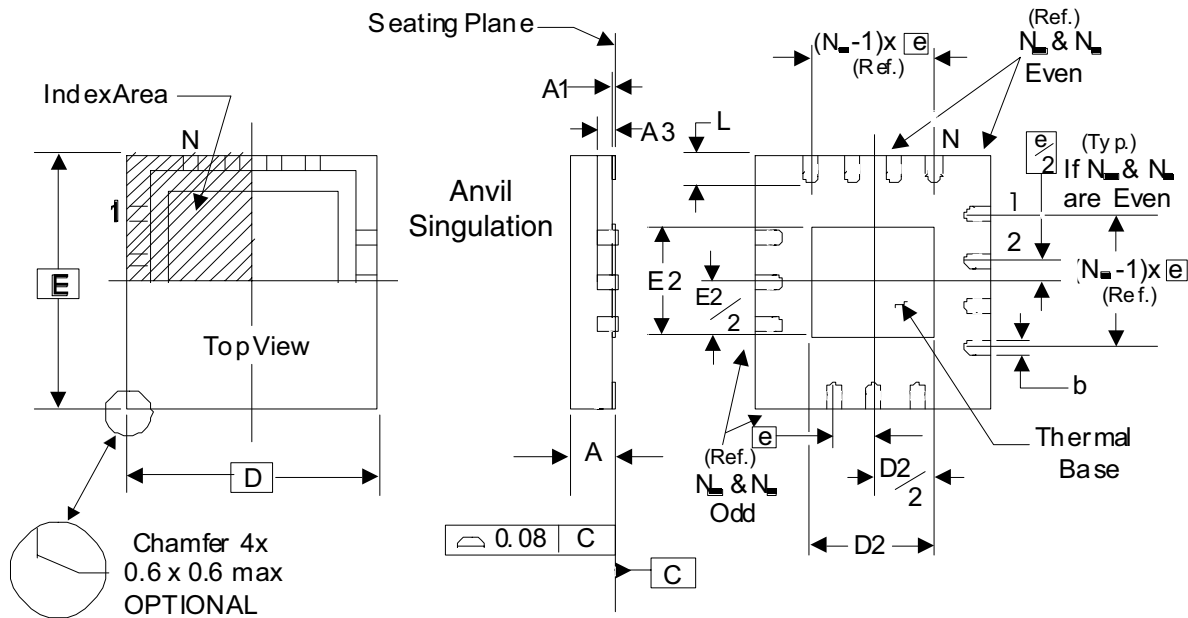 Seating Plane
Index Area
N
1
E
Top View
D
Chamfer 4x
0.6 x 0.6 max
OPTIONAL
A1
A3
Anvil
Singulation
A
0.08 C
C
L
(N -1)x e
(Ref.)
(Ref.)
N & N
Even
N
e/2
(Typ.)
If N & N
are Even
1
2
(N -1)x e
(Ref.)
E2
E2/2
b
e
(Ref.)
N & N
Odd
D2/2
D2
Thermal
Base